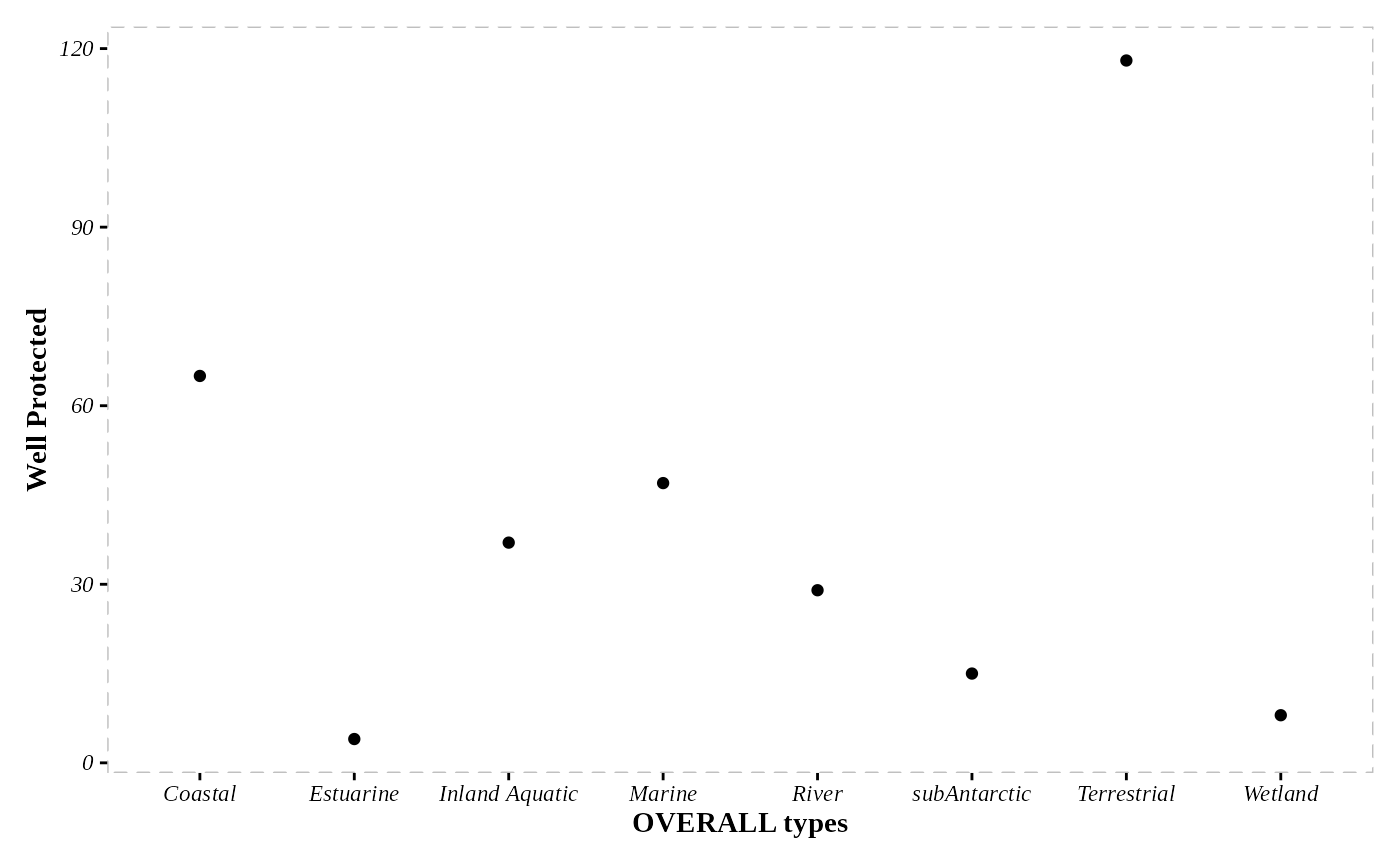 120
90
60
30
0
Well Protected
Coastal Estuarine Inland Aquatic Marine River subAntarctic Terrestrial Wetland
OVERALL types